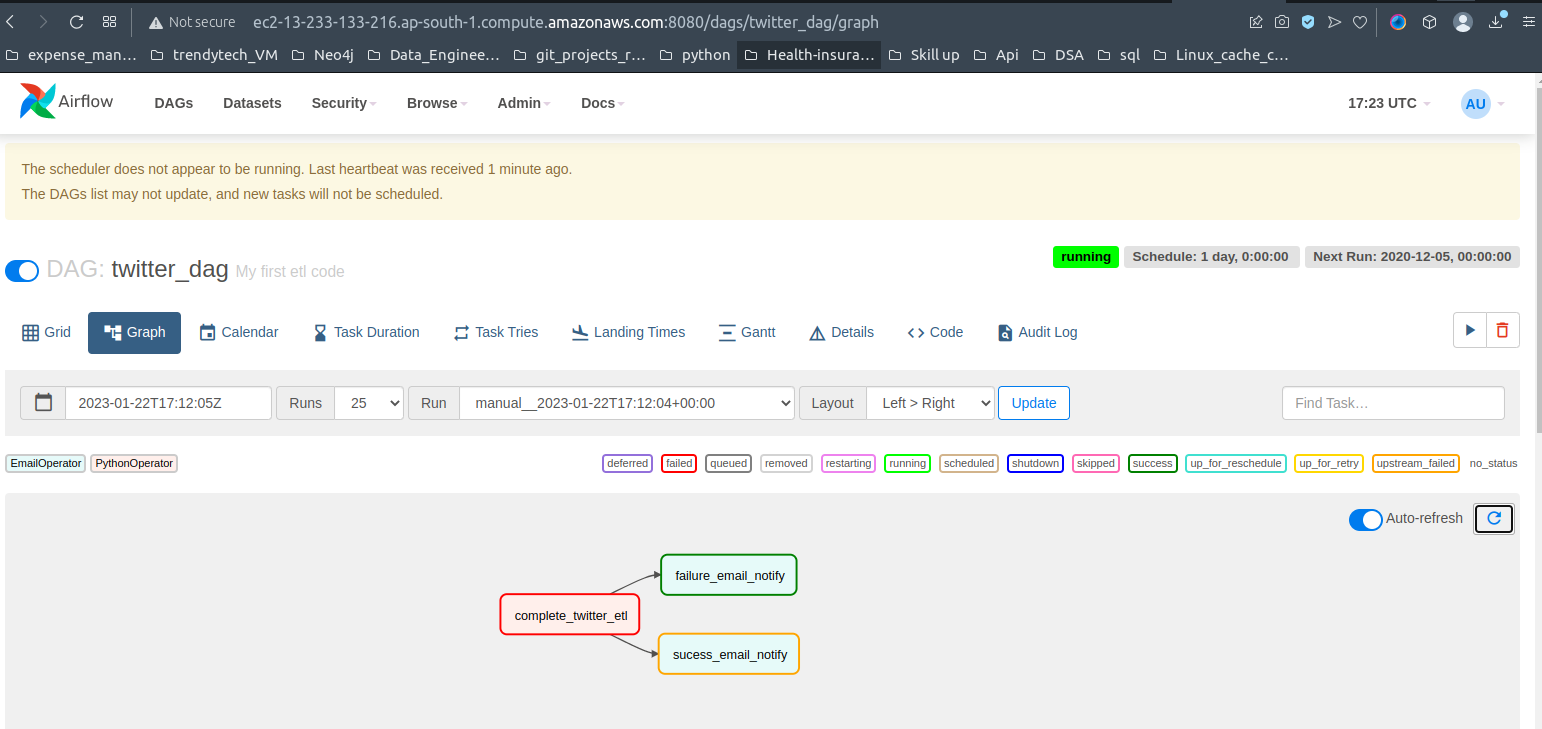 Not secure ec2-13-233-133-216.ap-south-1.compute.amazonaws.com:8080/dags/twitter_dag/graph
expense_man... trendytech_VM Neo4j Data_Enginee... git_projects_r... python Health-insura... Skill up Api DSA sql Linux_cache_c...
Airflow DAGs Datasets Security Browse Admin Docs 17:23 UTC AU
The scheduler does not appear to be running. Last heartbeat was received 1 minute ago.
The DAGs list may not update, and new tasks will not be scheduled.
running Schedule: 1 day, 0:00:00 Next Run: 2020-12-05, 00:00:00
DAG: twitter_dag My first etl code
Grid Graph Calendar Task Duration Task Tries Landing Times Gantt Details Code Audit Log
2023-01-22T17:12:05Z Runs 25 Run manual__2023-01-22T17:12:04+00:00 Layout Left > Right Update Find Task...
EmailOperator PythonOperator deferred failed queued removed restarting running scheduled shutdown skipped success up_for_reschedule up_for_retry upstream_failed no_status
Auto-refresh
failure_email_notify
complete_twitter_etl
sucess_email_notify